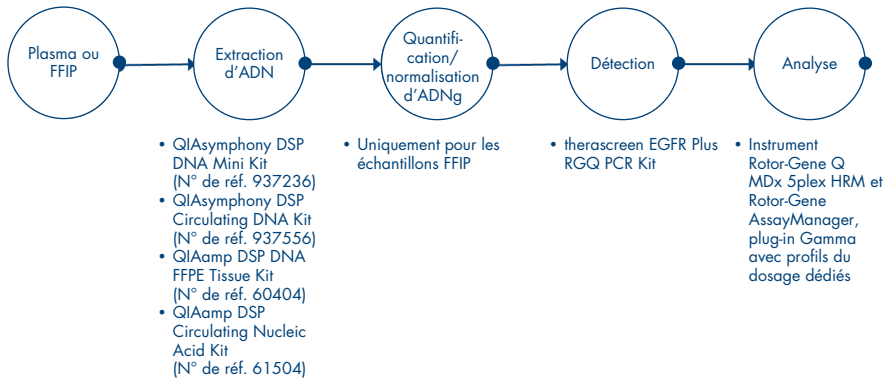 Plasma ou
FFIP
Extraction
d'ADN
Quantifi-
cation/
normalisation
d'ADNg
Détection
Analyse
• QIAsymphony DSP
DNA Mini Kit
(N° de réf. 937236)
• QIAsymphony DSP
Circulating DNA Kit
(N° de réf. 937556)
• QIAamp DSP DNA
FFPE Tissue Kit
(N° de réf. 60404)
• QIAamp DSP
Circulating Nucleic
Acid Kit
(N° de réf. 61504)
• Uniquement pour les
échantillons FFIP
• therascreen EGFR Plus
RGQ PCR Kit
• Instrument
Rotor-Gene Q
MDx 5plex HRM et
Rotor-Gene
AssayManager,
plug-in Gamma
avec profils du
dosage dédiés